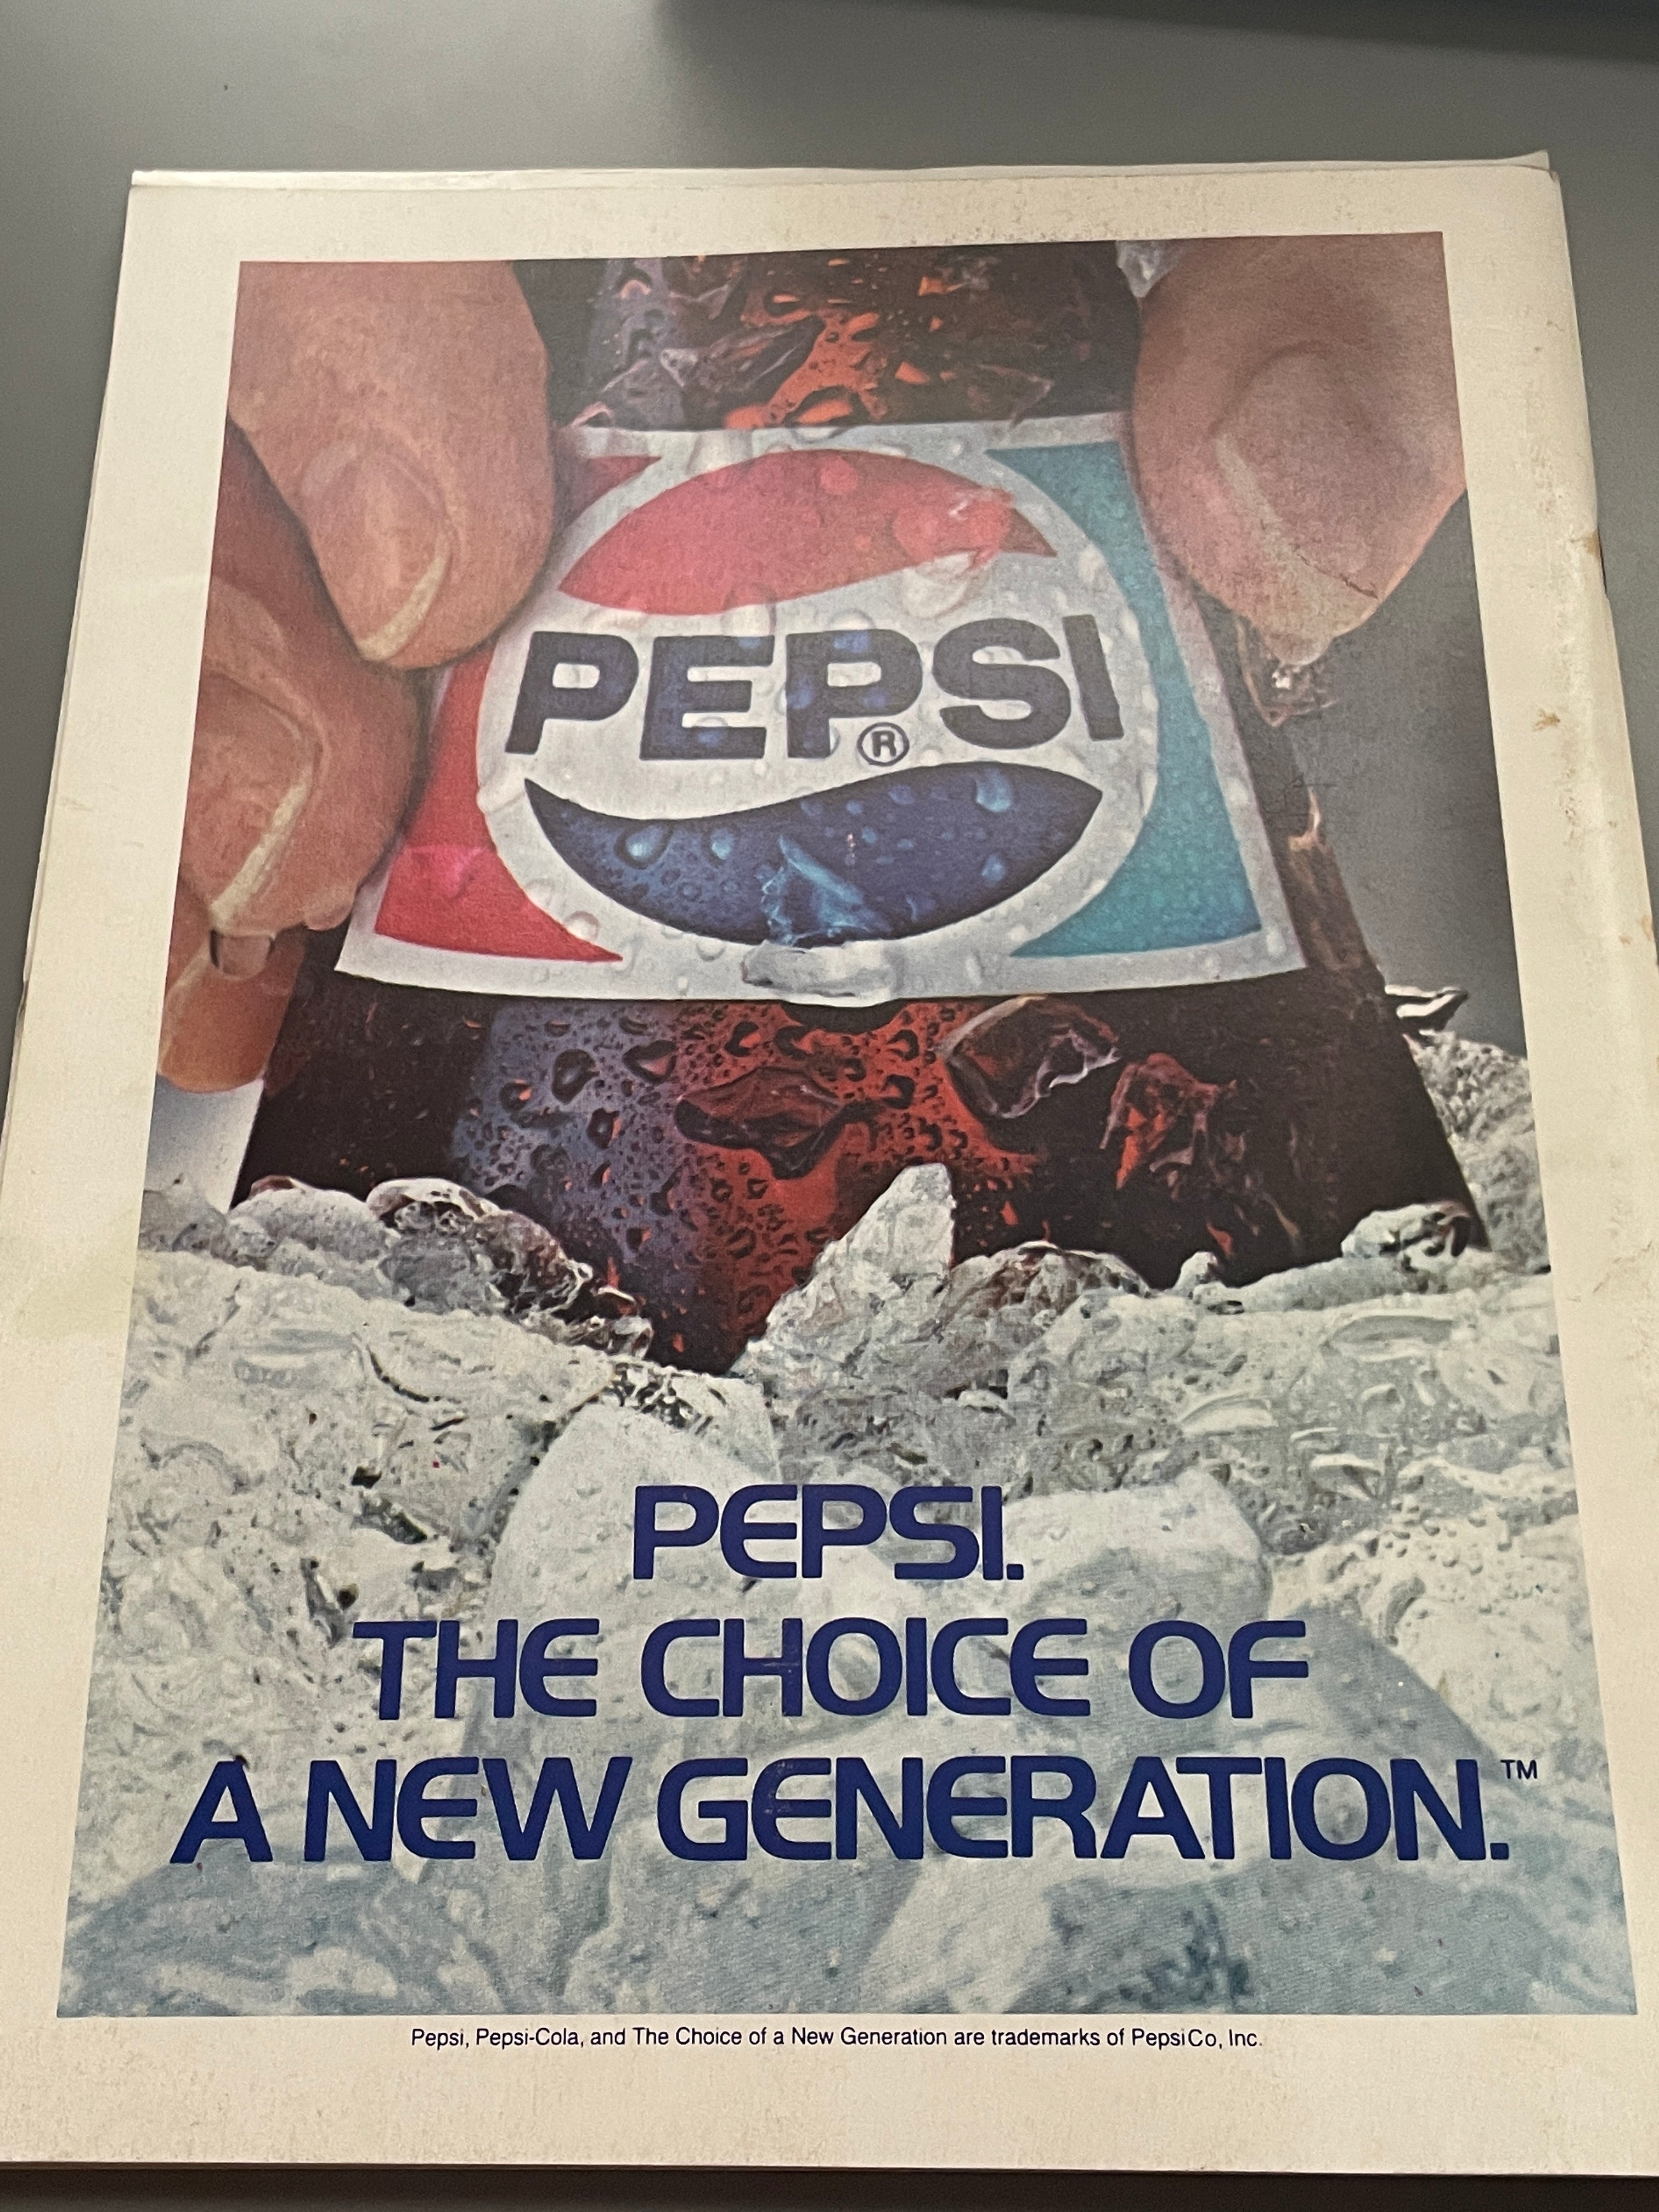 PEPSI
®
PEPSI.
THE CHOICE OF
A NEW GENERATION.™
Pepsi, Pepsi-Cola, and The Choice of a New Generation are trademarks of PepsiCo, Inc.